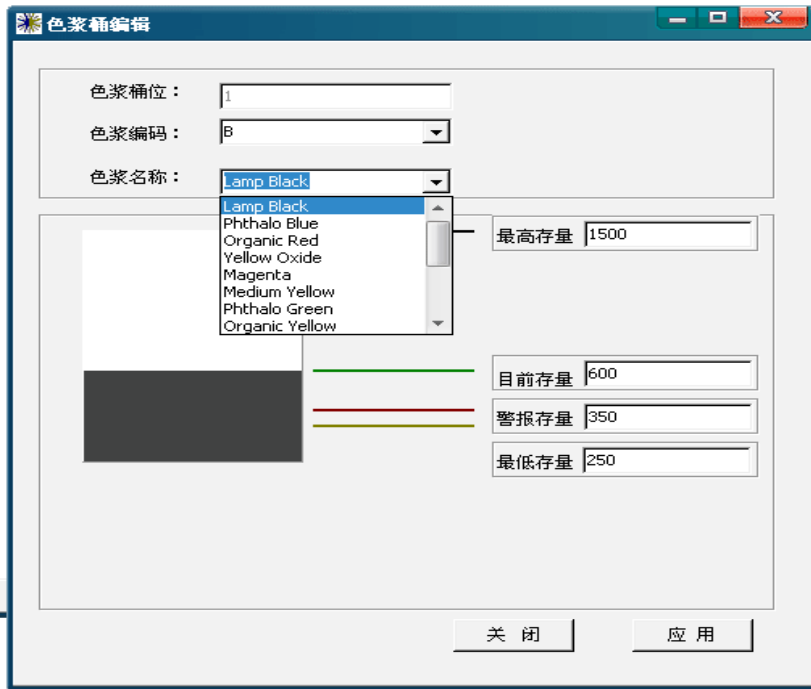 色浆桶编辑
色浆桶位：
1
色浆编码：
B
色浆名称：
Lamp Black
Lamp Black
Phthalo Blue
Organic Red
Yellow Oxide
Magenta
Medium Yellow
Phthalo Green
Organic Yellow
最高存量 1500
目前存量 600
警报存量 350
最低存量 250
关 闭
应 用